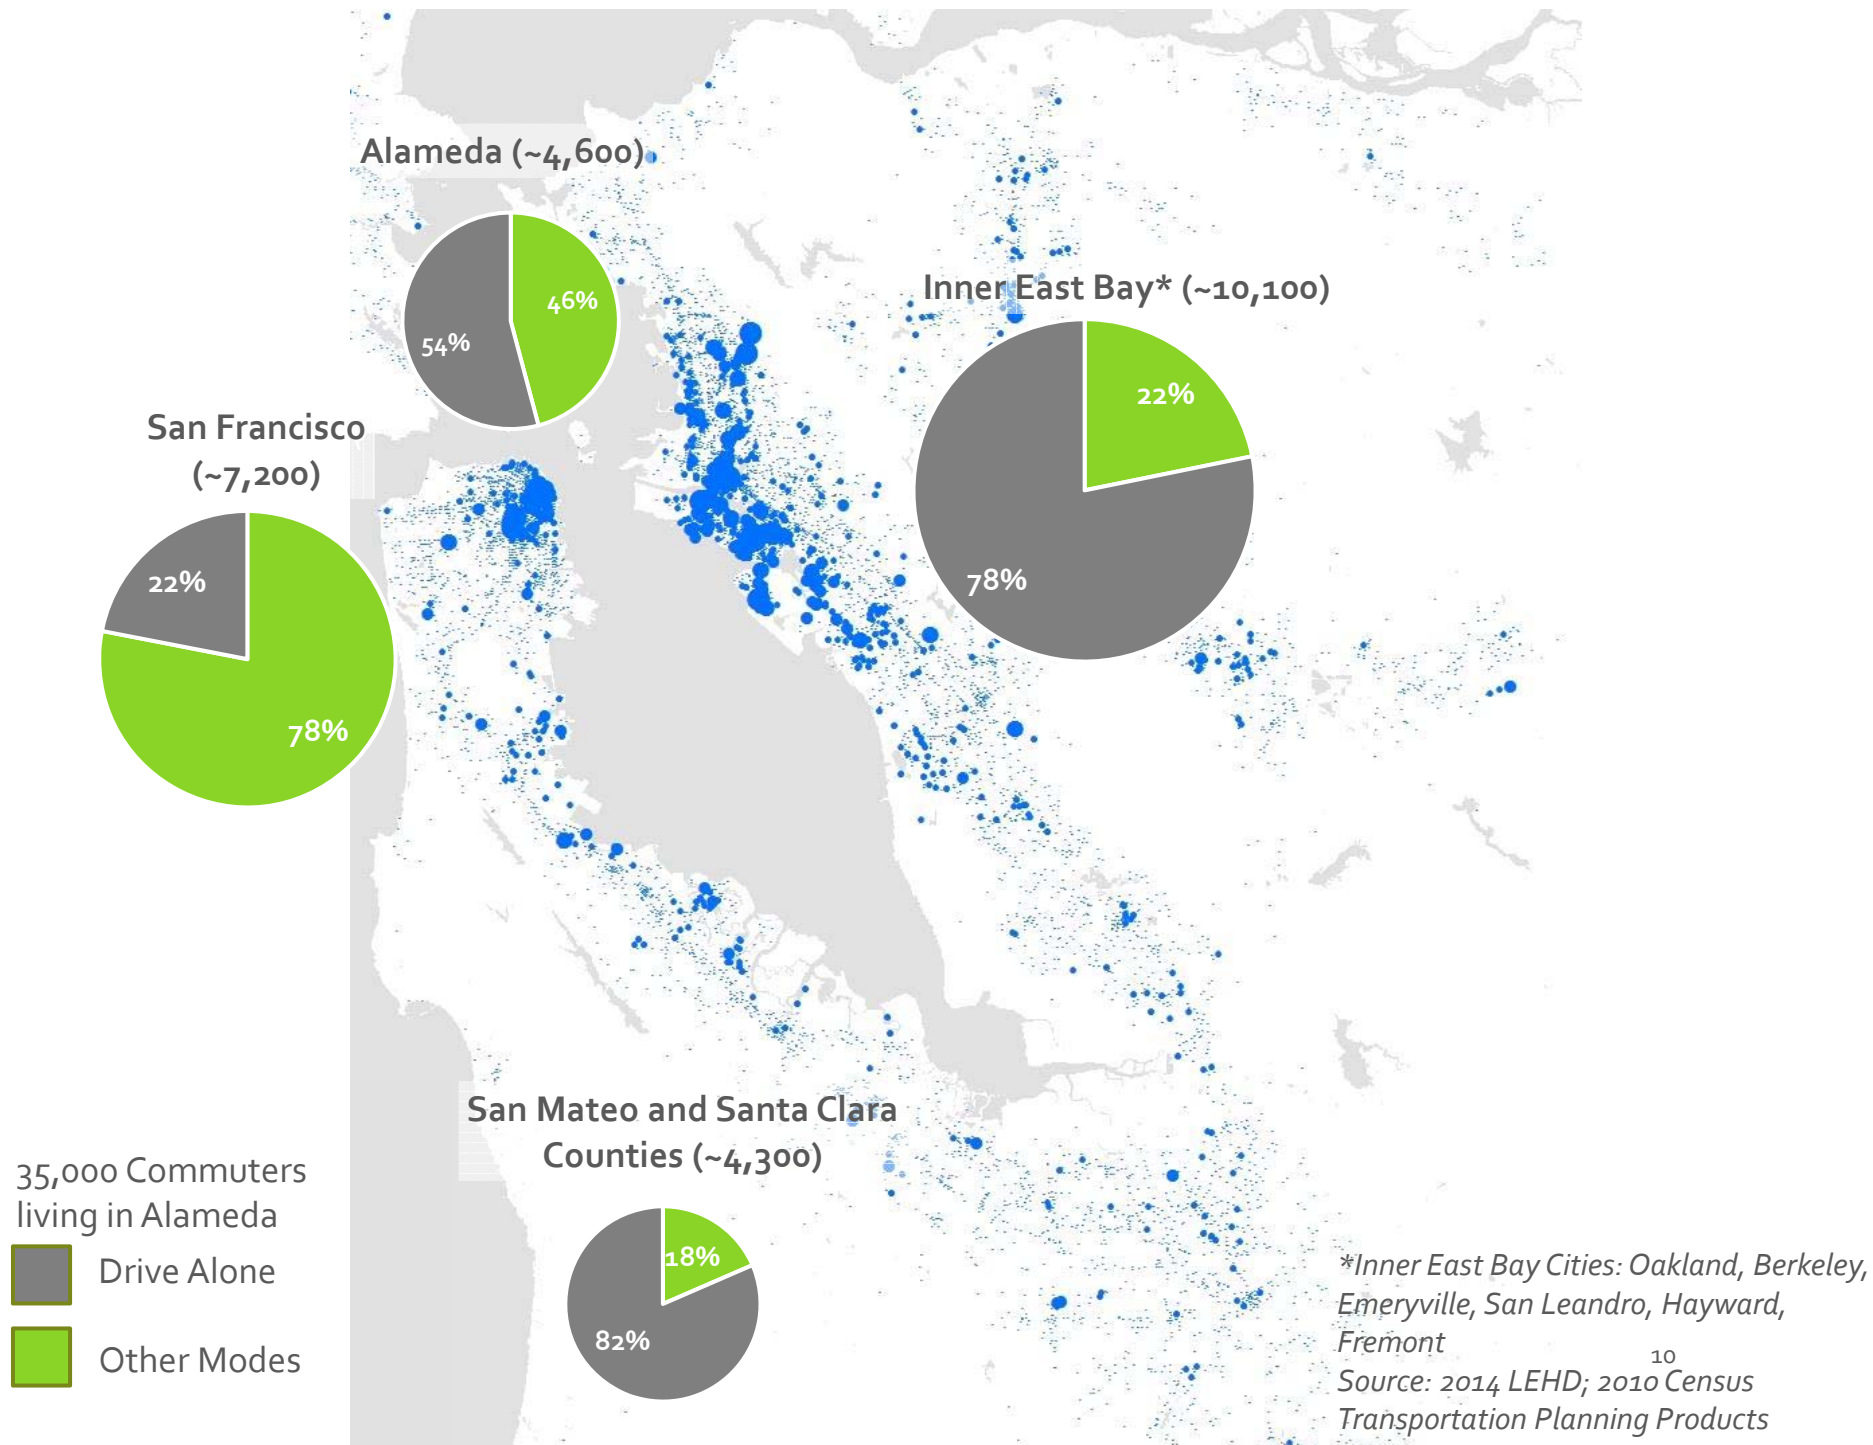 Alameda (~4,600)
46%
54%
Inner East Bay* (~10,100)
22%
78%
San Francisco
(~7,200)
22%
78%
San Mateo and Santa Clara
Counties (~4,300)
18%
82%
35,000 Commuters
living in Alameda
Drive Alone
Other Modes
*Inner East Bay Cities: Oakland, Berkeley,
Emeryville, San Leandro, Hayward,
Fremont
10
Source: 2014 LEHD; 2010 Census
Transportation Planning Products